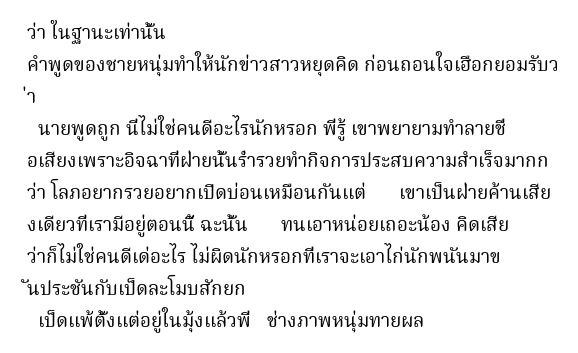 ว่า ในฐานะเท่านั้น
คำพูดของชายหนุ่มทำให้นักข่าวสาวหยุดคิด ก่อนถอนใจเฮือกยอมรับว
่า
นายพูดถูก นี่ไม่ใช่คนดีอะไรนักหรอก พี่รู้ เขาพยายามทำลายชื่
อเสียงเพราะอิจฉาที่ฝ่ายนั้นร่ำรวยทำกิจการประสบความสำเร็จมากก
ว่า โลภอยากรวยอยากเปิดบ่อนเหมือนกันแต่ เขาเป็นฝ่ายค้านเสีย
งเดียวที่เรามีอยู่ตอนนี้ ฉะนั้น ทนเอาหน่อยเถอะน้อง คิดเสีย
ว่าก็ไม่ใช่คนดีเด่อะไร ไม่ผิดนักหรอกที่เราจะเอาไก่นักพนันมาข
ันประชันกับเป็ดละโมบสักยก
เป็ดแพ้ตั้งแต่อยู่ในมุ้งแล้วพี่ ช่างภาพหนุ่มทายผล